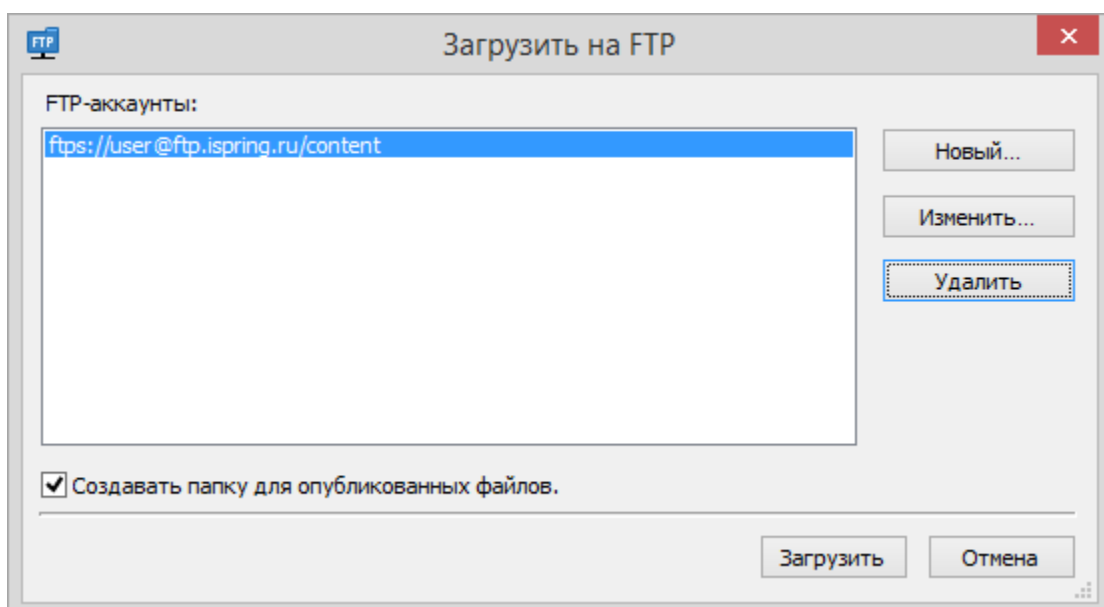 FTP
Загрузить на FTP
FTP-аккаунты:
ftps://user@ftp.ispring.ru/content
Новый...
Изменить...
Удалить
Создавать папку для опубликованных файлов.
Загрузить
Отмена